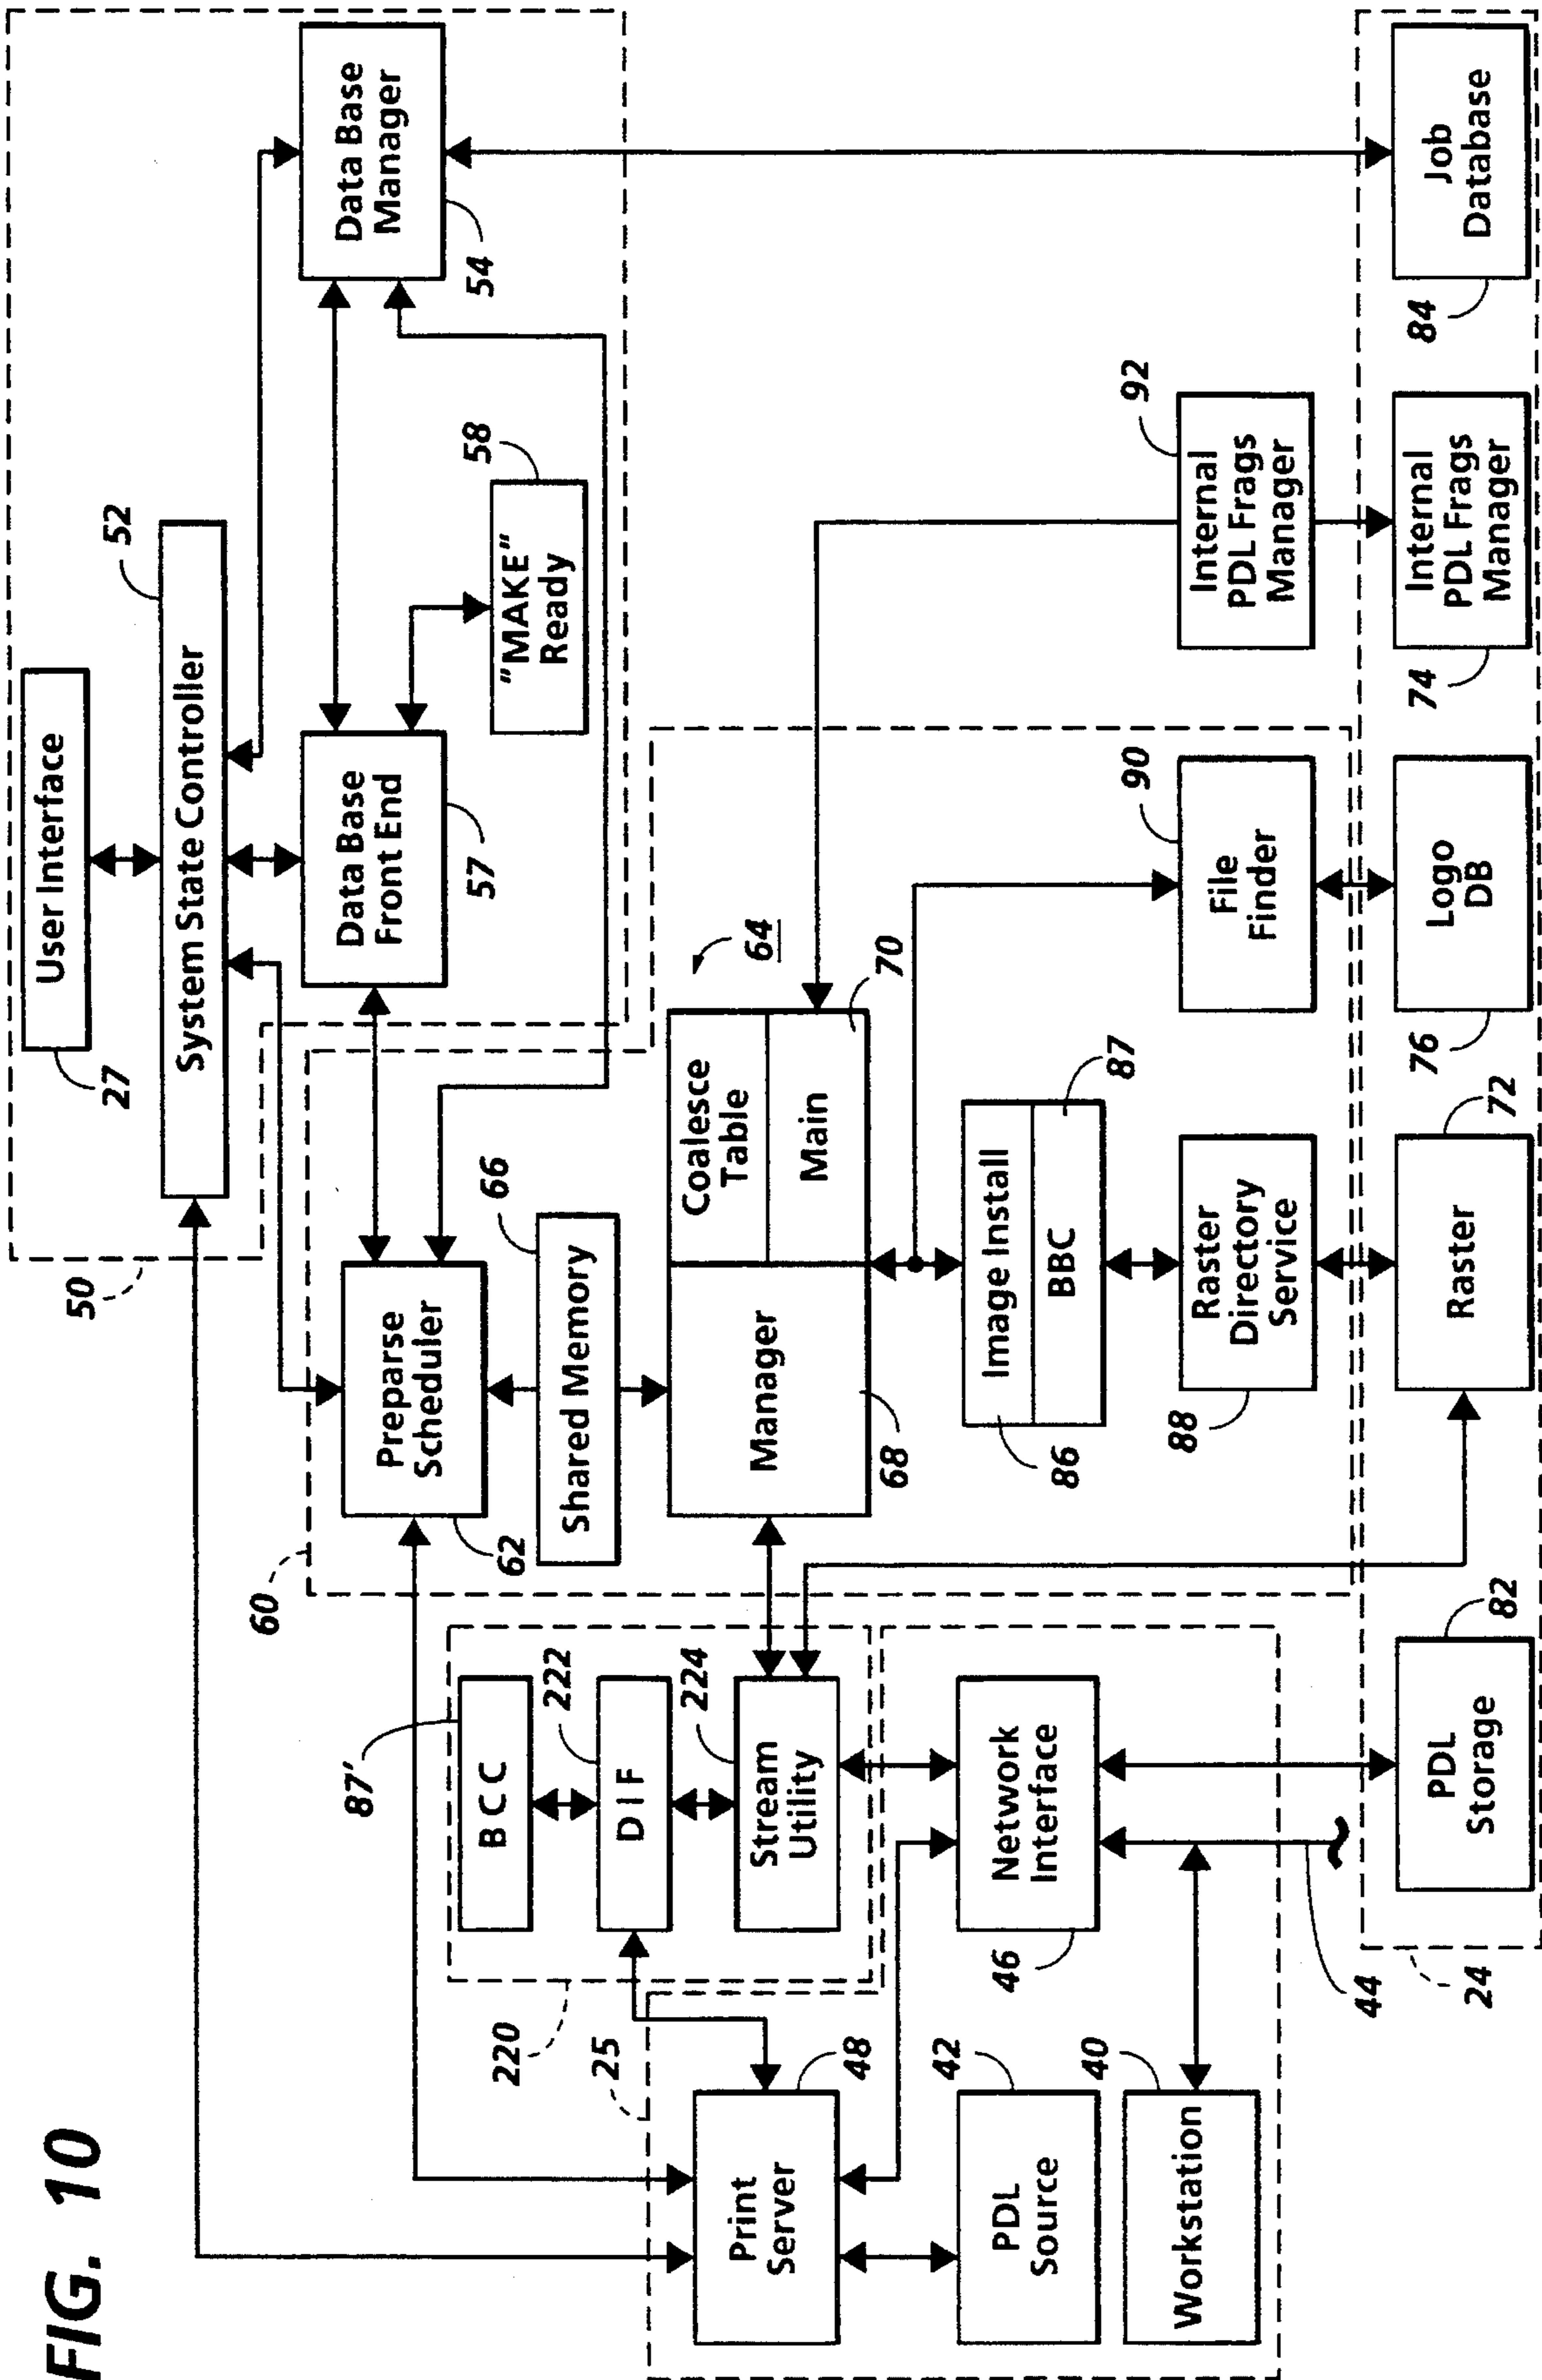 FIG. 10
User Interface
27
System State Controller
52
50
Data Base
Front End
57
Data Base
Manager
54
"MAKE"
Ready
58
60
Preparse
Scheduler
62
Shared Memory
66
64
Manager
68
Coalesce
Table
Main
70
Image Install
86
BBC
87
Raster
Directory
Service
88
File
Finder
90
Internal
PDL Frags
Manager
92
220
BCC
87'
DIF
222
Stream
Utility
224
25
Print
Server
48
PDL
Source
42
Workstation
40
Network
Interface
46
44
24
PDL
Storage
82
Raster
72
Logo
DB
76
Internal
PDL Frags
Manager
74
Job
Database
84